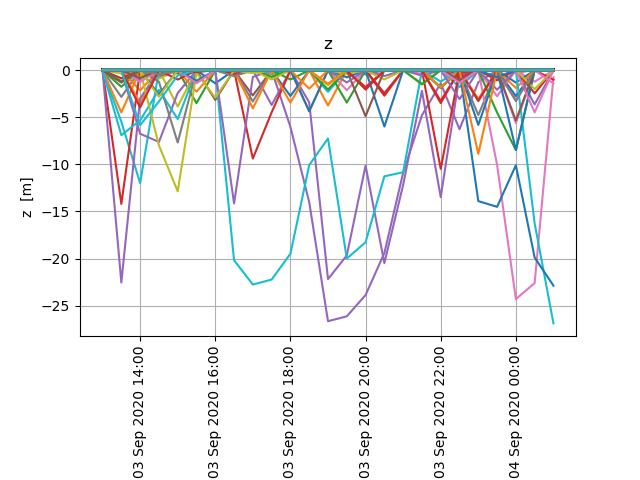 z
z [m]
0
−5
−10
−15
−20
−25
03 Sep 2020 14:00
03 Sep 2020 16:00
03 Sep 2020 18:00
03 Sep 2020 20:00
03 Sep 2020 22:00
04 Sep 2020 00:00